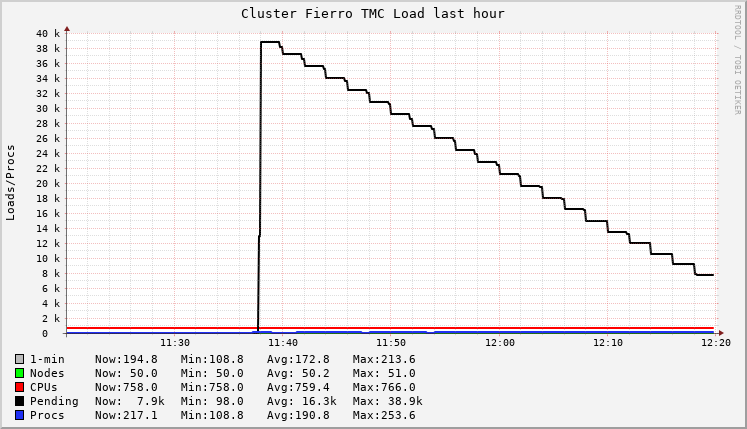 Cluster Fierro TMC Load last hour
RRDTOOL / TOBI OETIKER
Loads/Procs
40 k
38 k
36 k
34 k
32 k
30 k
28 k
26 k
24 k
22 k
20 k
18 k
16 k
14 k
12 k
10 k
8 k
6 k
4 k
2 k
0
11:30 11:40 11:50 12:00 12:10 12:20
1-min Now:194.8 Min:108.8 Avg:172.8 Max:213.6
Nodes Now: 50.0 Min: 50.0 Avg: 50.2 Max: 51.0
CPUs Now:758.0 Min:758.0 Avg:759.4 Max:766.0
Pending Now: 7.9k Min: 98.0 Avg: 16.3k Max: 38.9k
Procs Now:217.1 Min:108.8 Avg:190.8 Max:253.6